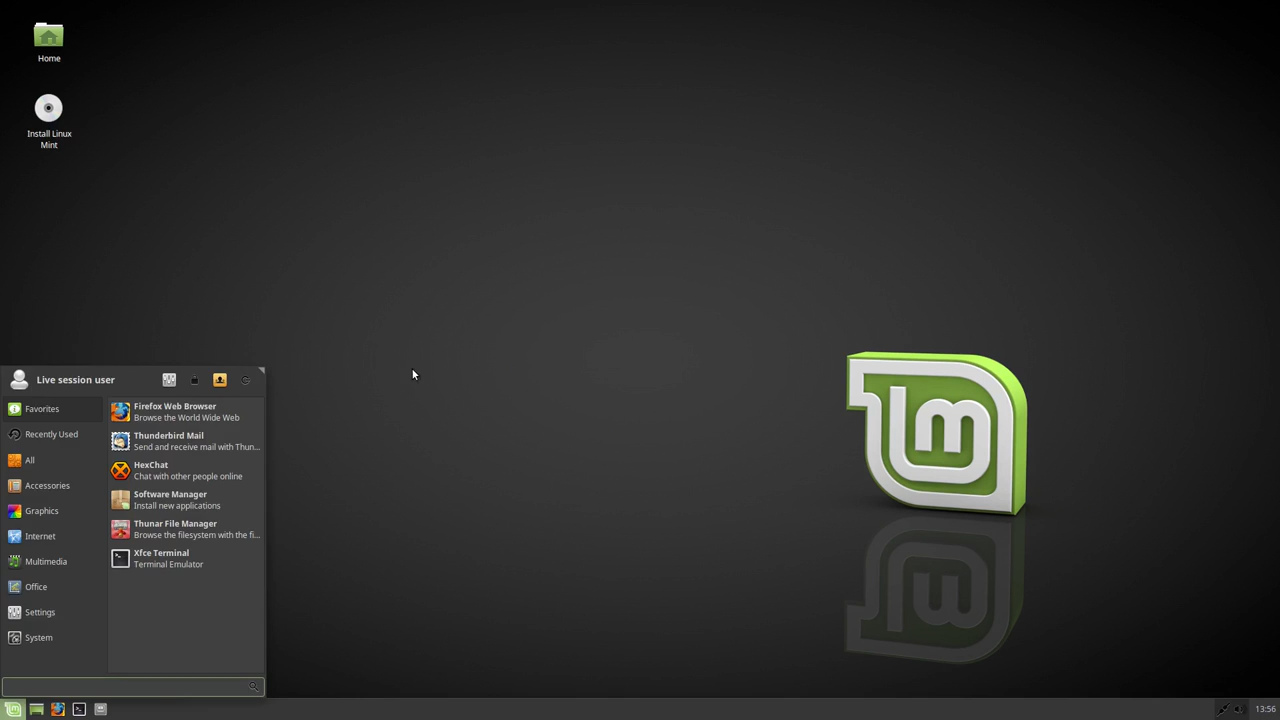 Home
Install Linux
Mint
Live session user
Favorites
Recently Used
All
Accessories
Graphics
Internet
Multimedia
Office
Settings
System
Firefox Web Browser
Browse the World Wide Web
Thunderbird Mail
Send and receive mail with Thun...
HexChat
Chat with other people online
Software Manager
Install new applications
Thunar File Manager
Browse the filesystem with the fi...
Xfce Terminal
Terminal Emulator
13:56